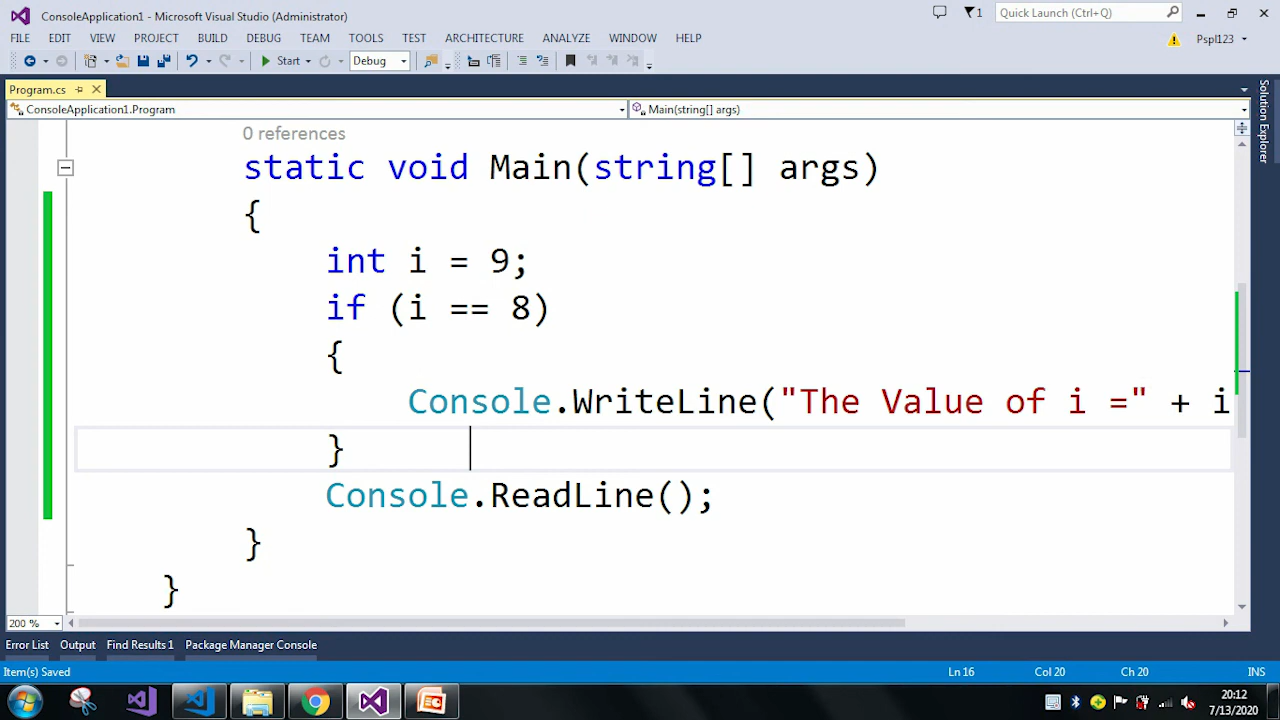 ConsoleApplication1 - Microsoft Visual Studio (Administrator)
1
Quick Launch (Ctrl+Q)
FILE EDIT VIEW PROJECT BUILD DEBUG TEAM TOOLS TEST ARCHITECTURE ANALYZE WINDOW HELP
Pspl123
Start Debug
Program.cs
ConsoleApplication1.Program
Main(string[] args)
Solution Explorer
0 references
static void Main(string[] args)
{
int i = 9;
if (i == 8)
{
Console.WriteLine("The Value of i =" + i
}
Console.ReadLine();
}
}
200 %
Error List Output Find Results 1 Package Manager Console
Item(s) Saved
Ln 16
Col 20
Ch 20
INS
20:12
7/13/2020